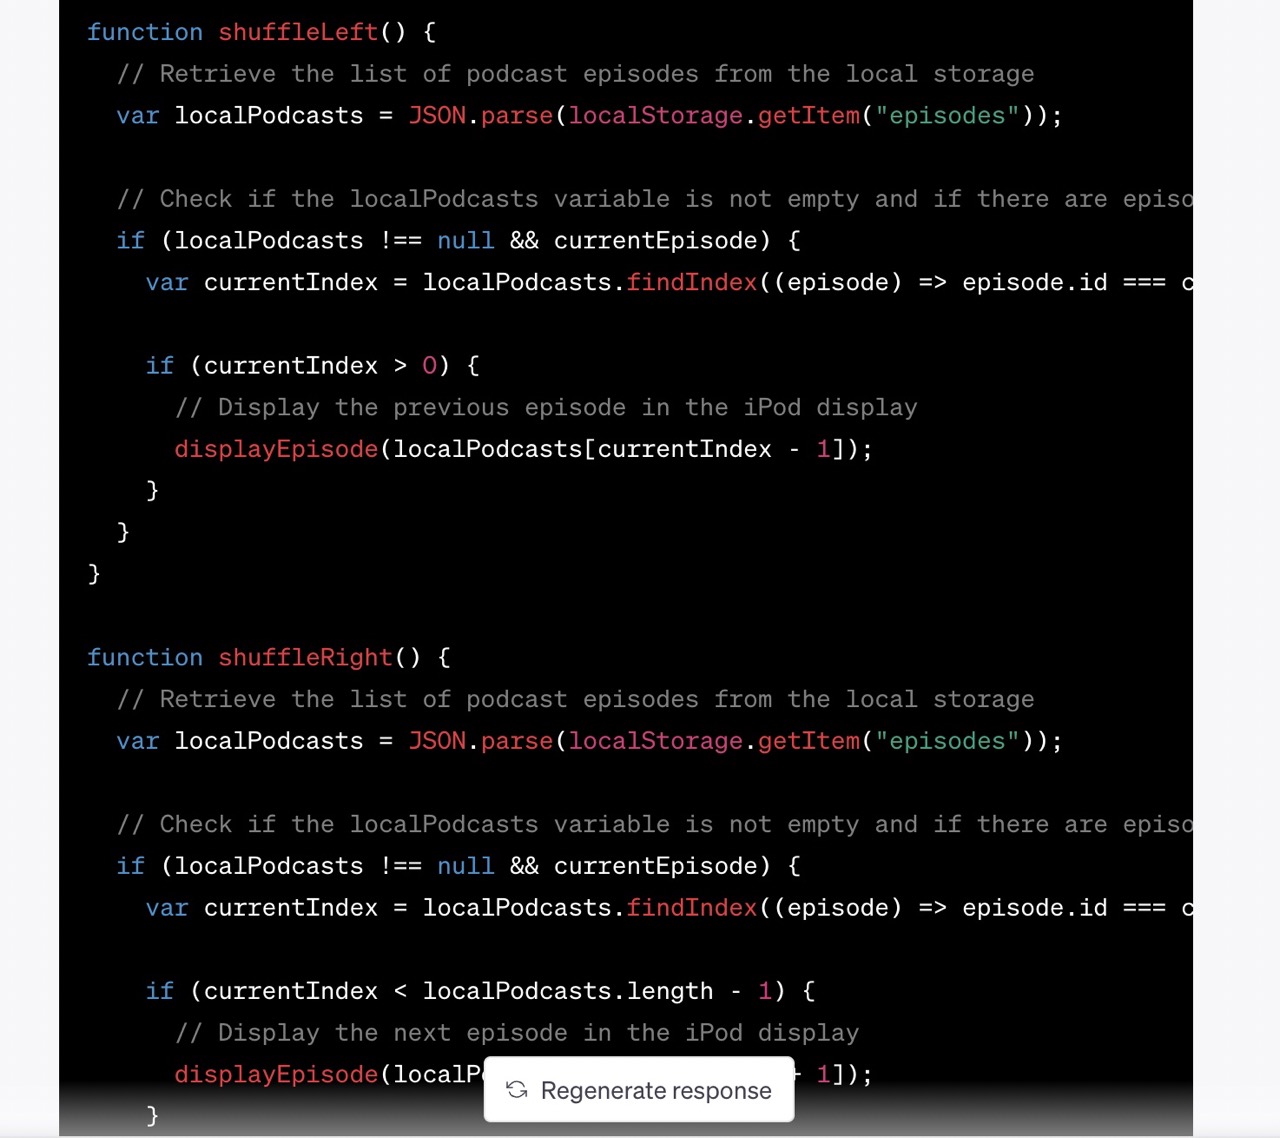 function shuffleLeft() {
// Retrieve the list of podcast episodes from the local storage
var localPodcasts = JSON.parse(localStorage.getItem("episodes"));
// Check if the localPodcasts variable is not empty and if there are
if (localPodcasts !== null && currentEpisode) {
var currentIndex = localPodcasts.findIndex((episode) => episode.id ===
if (currentIndex > 0) {
// Display the previous episode in the iPod display
displayEpisode(localPodcasts[currentIndex - 1]);
}
}
}
function shuffleRight() {
// Retrieve the list of podcast episodes from the local storage
var localPodcasts = JSON.parse(localStorage.getItem("episodes"));
// Check if the localPodcasts variable is not empty and if there are
if (localPodcasts !== null && currentEpisode) {
var currentIndex = localPodcasts.findIndex((episode) => episode.id ===
if (currentIndex < localPodcasts.length - 1) {
// Display the next episode in the iPod display
displayEpisode( 1]);
Regenerate response
}